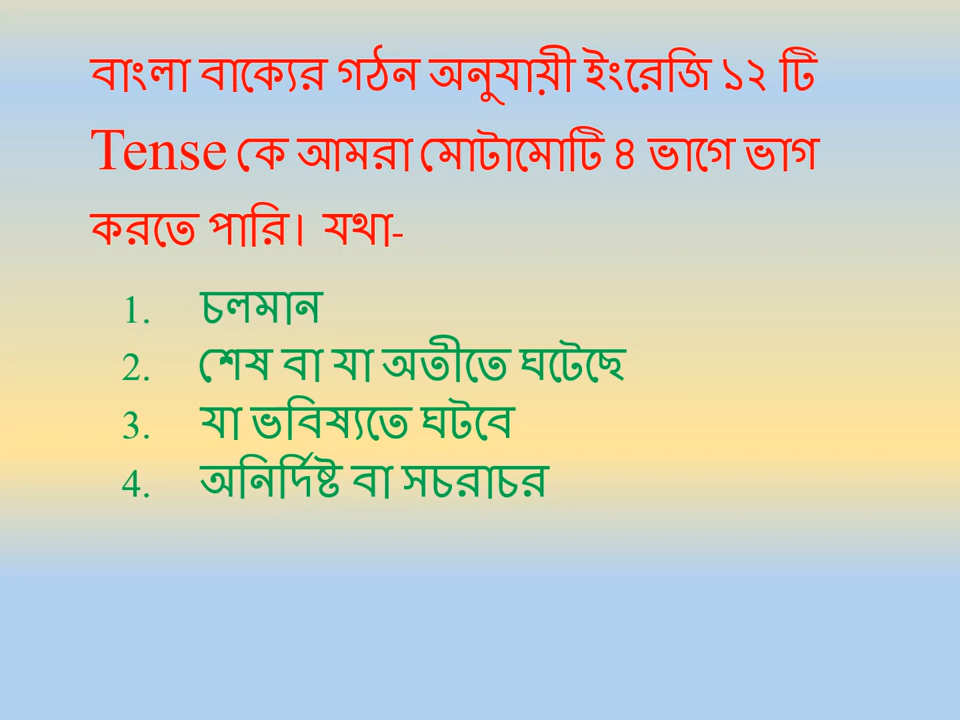 বাংলা বাক্যের গঠন অনুযায়ী ইংরেজি ১২ টি
Tense কে আমরা মোটামোটি ৪ ভাগে ভাগ
করতে পারি। যথা-
1. চলমান
2. শেষ বা যা অতীতে ঘটেছে
3. যা ভবিষ্যতে ঘটবে
4. অনির্দিষ্ট বা সচরাচর